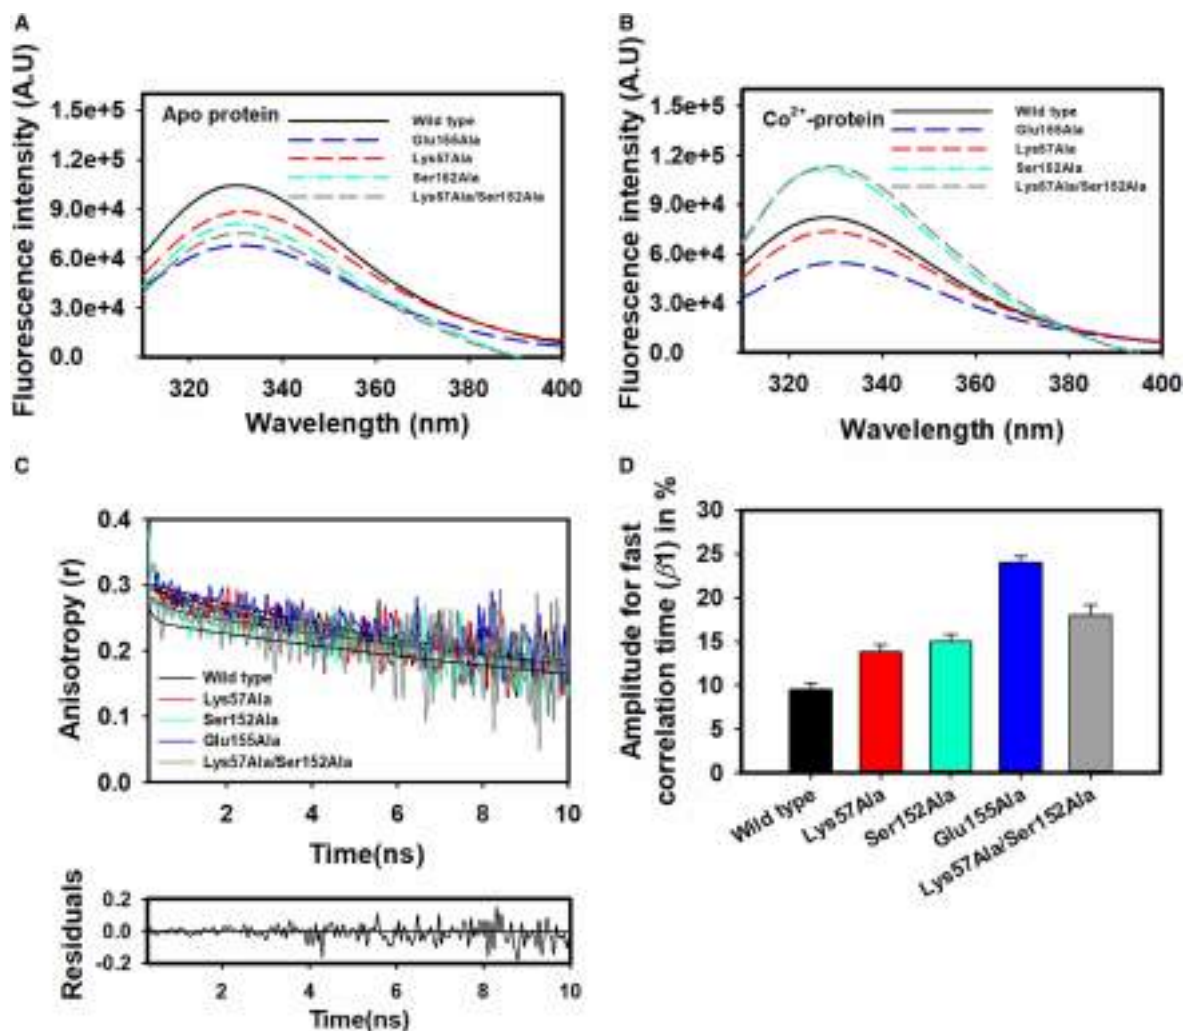 A
Fluorescence intensity (A.U)
1.5e+5
1.2e+5
9.0e+4
6.0e+4
3.0e+4
0.0
Apo protein
Wild type
Glu155Ala
Lys57Ala
Ser152Ala
Lys57Ala/Ser152Ala
320 340 360 380 400
Wavelength (nm)
B
Fluorescence intensity (A.U)
1.5e+5
1.2e+5
9.0e+4
6.0e+4
3.0e+4
0.0
Co²⁺-protein
Wild type
Glu155Ala
Lys57Ala
Ser152Ala
Lys57Ala/Ser152Ala
320 340 360 380 400
Wavelength (nm)
C
Anisotropy (r)
0.4
0.3
0.2
0.1
0.0
Wild type
Lys57Ala
Ser152Ala
Glu155Ala
Lys57Ala/Ser152Ala
2 4 6 8 10
Time(ns)
Residuals
0.2
0.0
-0.2
2 4 6 8 10
Time(ns)
D
Amplitude for fast
correlation time (β1) in %
30
25
20
15
10
5
0
Wild type
Lys57Ala
Ser152Ala
Glu155Ala
Lys57Ala/Ser152Ala